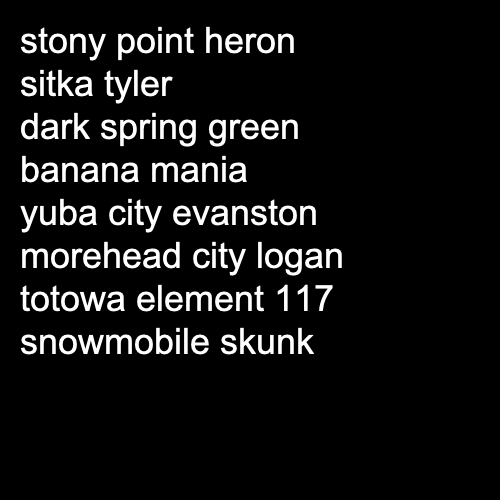 stony point heron
sitka tyler
dark spring green
banana mania
yuba city evanston
morehead city logan
totowa element 117
snowmobile skunk